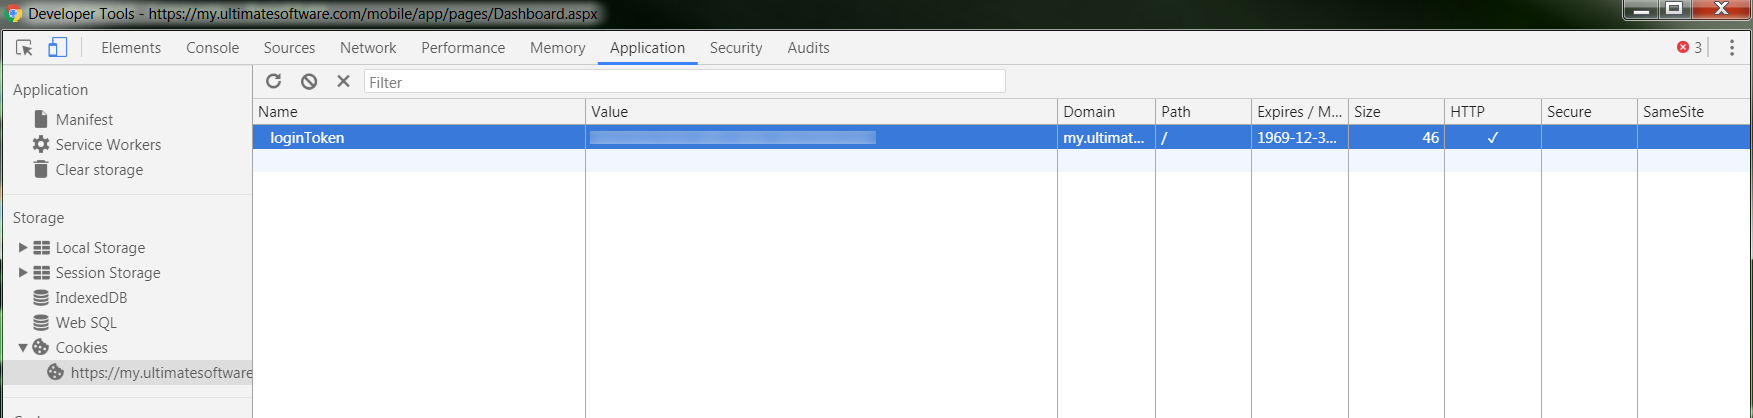 Developer Tools - https://my.ultimatesoftware.com/mobile/app/pages/Dashboard.aspx
Elements Console Sources Network Performance Memory Application Security Audits 3
Application
Manifest
Service Workers
Clear storage
Storage
Local Storage
Session Storage
IndexedDB
Web SQL
Cookies
https://my.ultimatesoftware
Filter
Name Value Domain Path Expires / M... Size HTTP Secure SameSite
loginToken my.ultimat... / 1969-12-3... 46 ✓